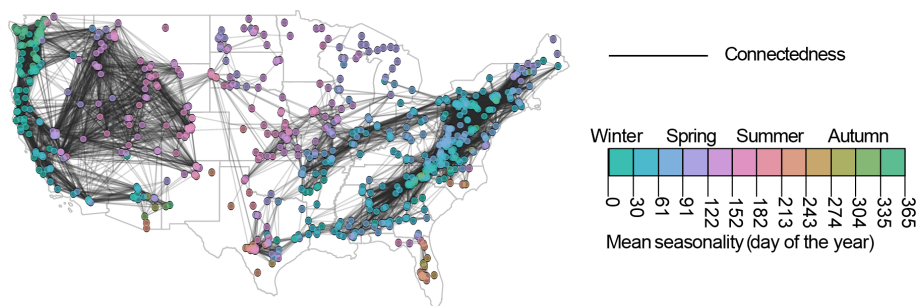 Connectedness
Winter Spring Summer Autumn
0 30 61 91 122 152 182 213 243 274 304 335 365
Mean seasonality (day of the year)